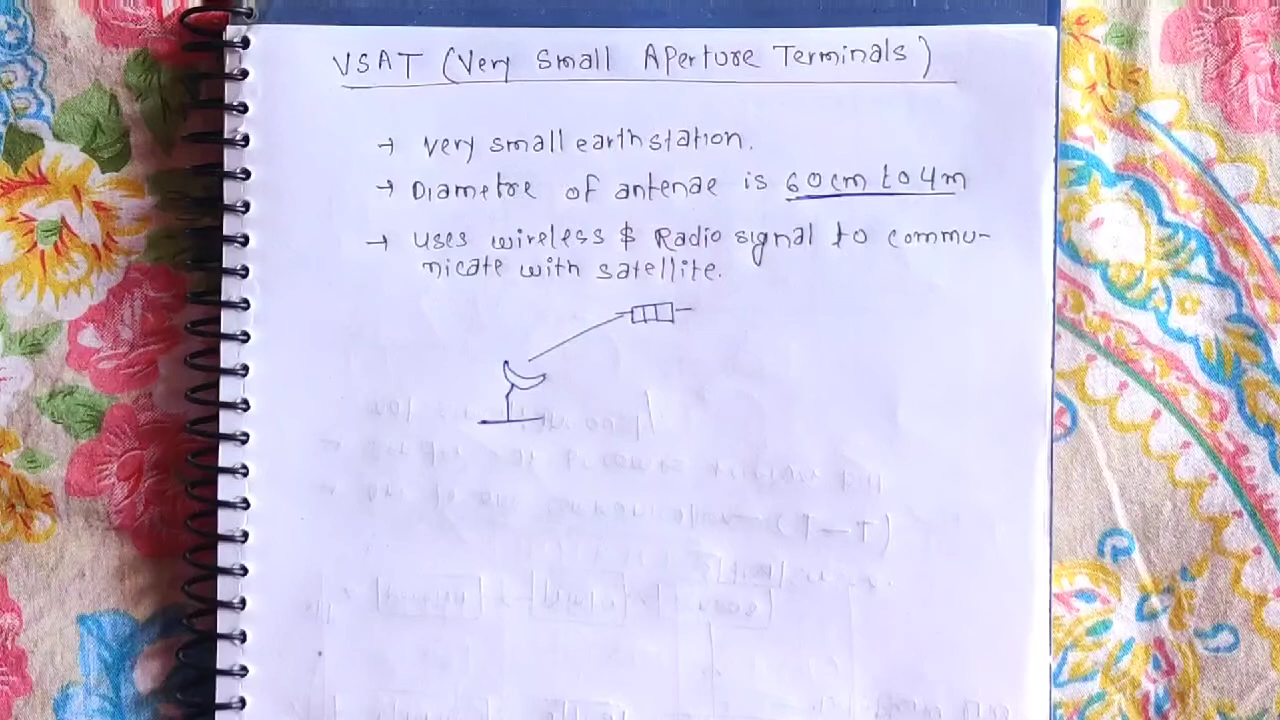 VSAT (Very Small Aperture Terminals)
→ very small earth station.
→ Diametre of antenae is 60cm to 4m
→ uses wireless & Radio signal to commu-
nicate with satellite.